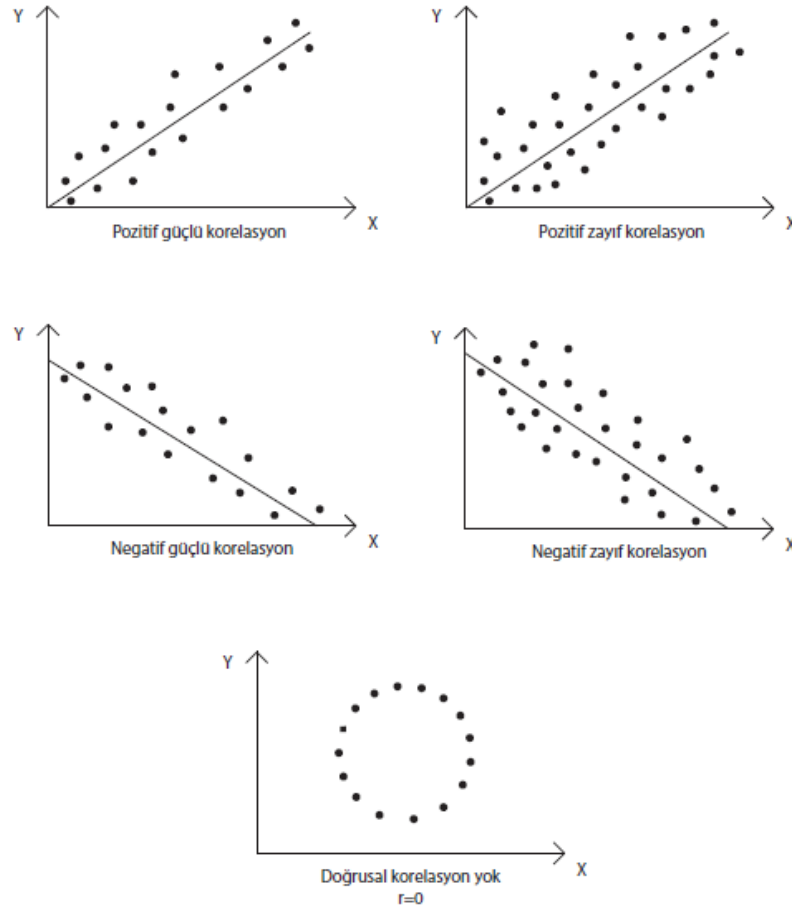 Y
Y
X
X
Pozitif güçlü korelasyon
Pozitif zayıf korelasyon
Y
Y
X
X
Negatif güçlü korelasyon
Negatif zayıf korelasyon
Y
X
Doğrusal korelasyon yok
r=0